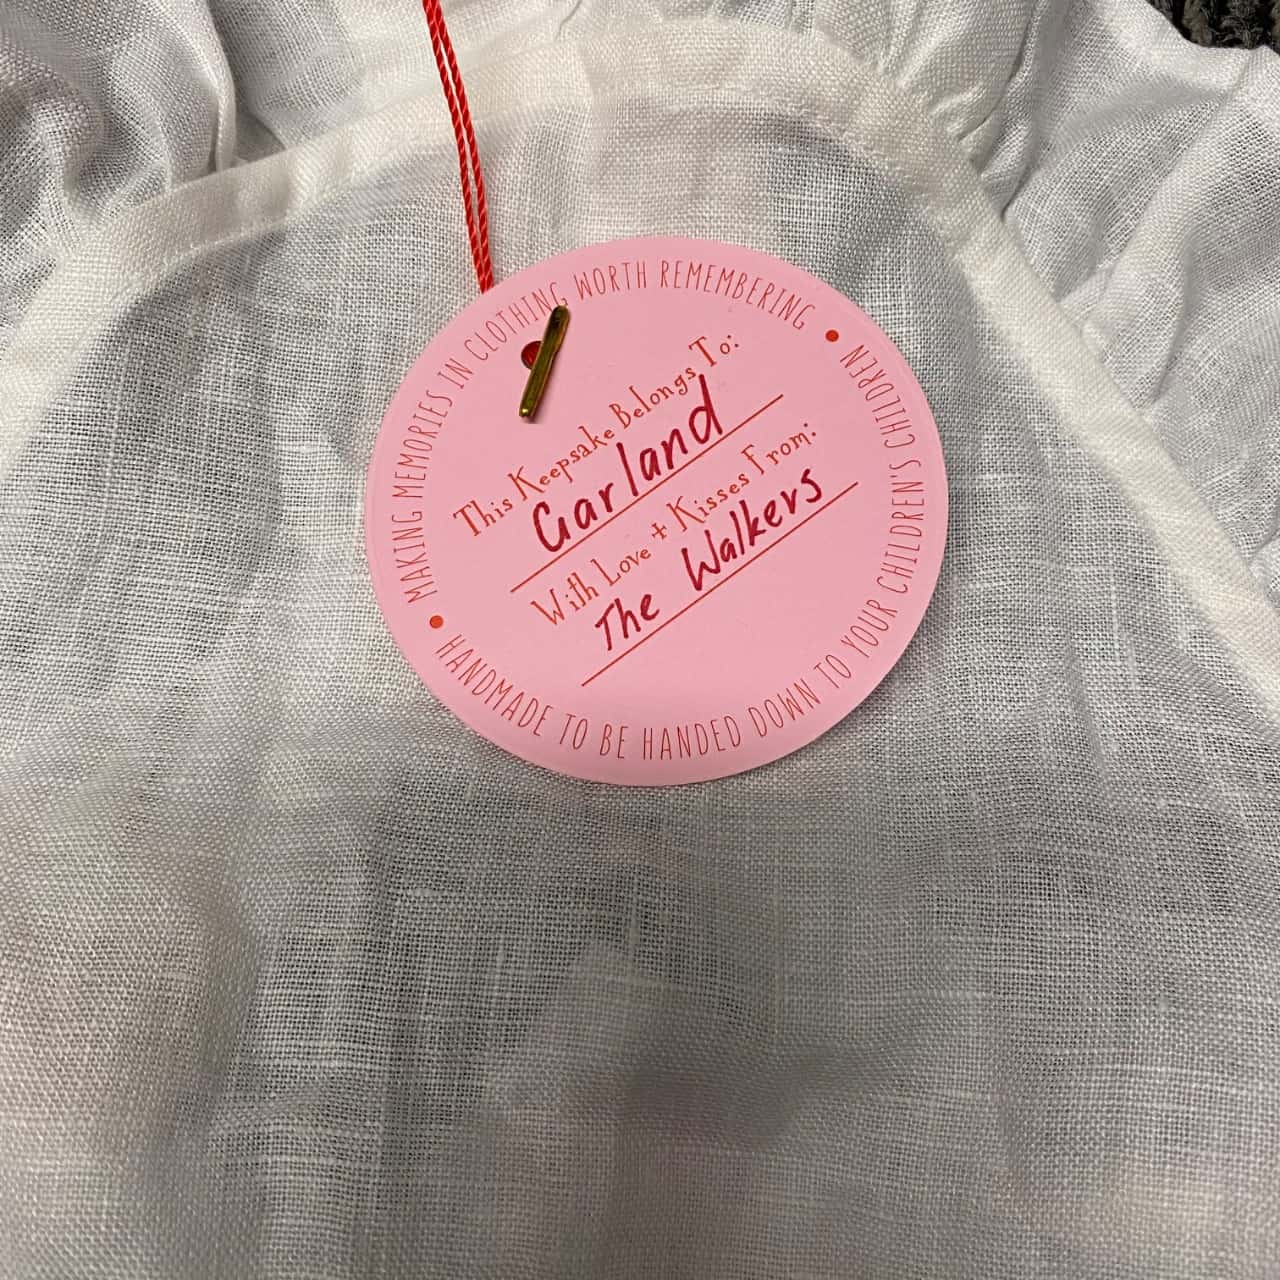 MAKING MEMORIES IN CLOTHING WORTH REMEMBERING
This Keepsake Belongs To:
Garland
With Love + Kisses From:
The Walkers
HANDMADE TO BE HANDED DOWN TO YOUR CHILDREN'S CHILDREN